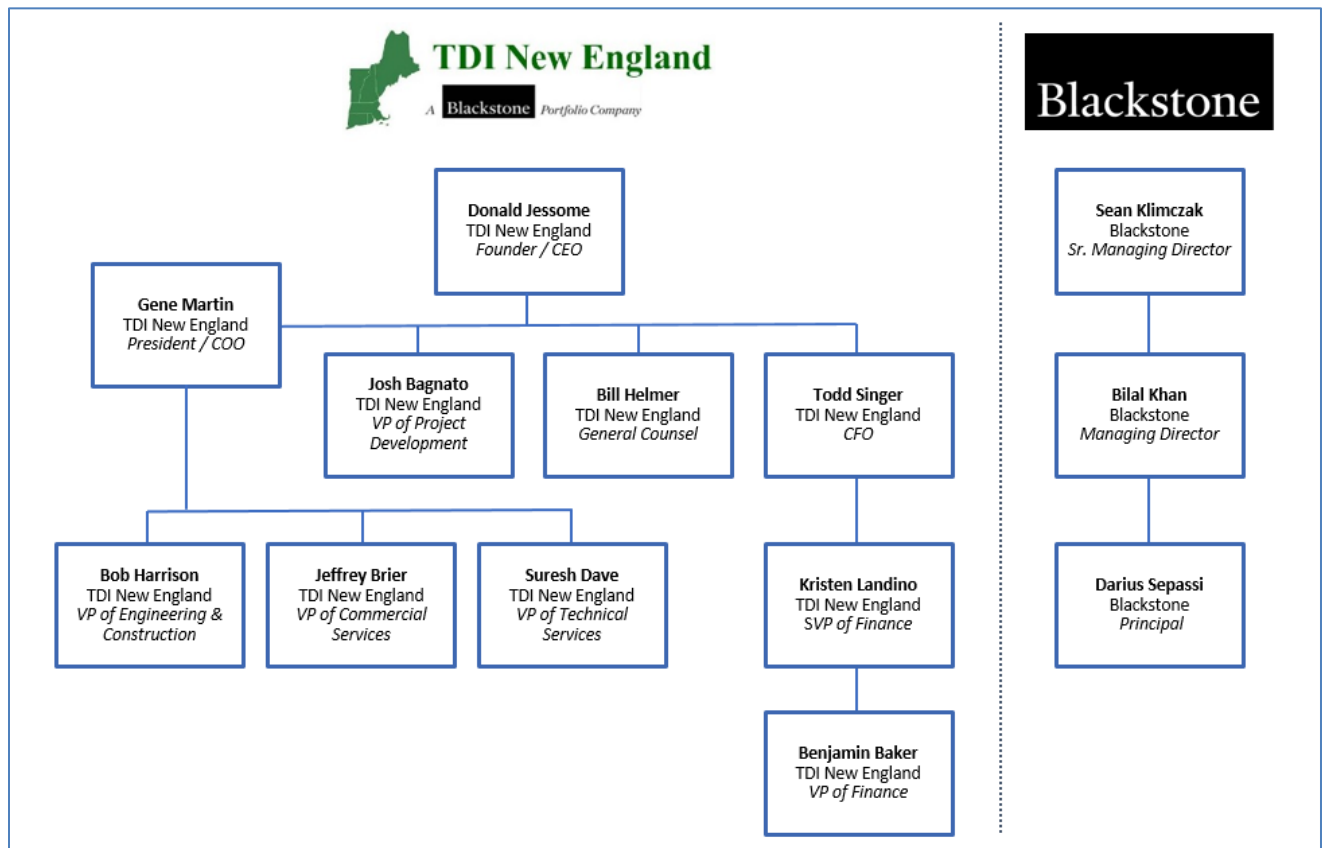 TDI New England
A Blackstone Portfolio Company
Blackstone
Donald Jessome
TDI New England
Founder / CEO
Gene Martin
TDI New England
President / COO
Josh Bagnato
TDI New England
VP of Project
Development
Bill Helmer
TDI New England
General Counsel
Todd Singer
TDI New England
CFO
Bob Harrison
TDI New England
VP of Engineering &
Construction
Jeffrey Brier
TDI New England
VP of Commercial
Services
Suresh Dave
TDI New England
VP of Technical
Services
Kristen Landino
TDI New England
SVP of Finance
Benjamin Baker
TDI New England
VP of Finance
Sean Klimczak
Blackstone
Sr. Managing Director
Bilal Khan
Blackstone
Managing Director
Darius Sepassi
Blackstone
Principal